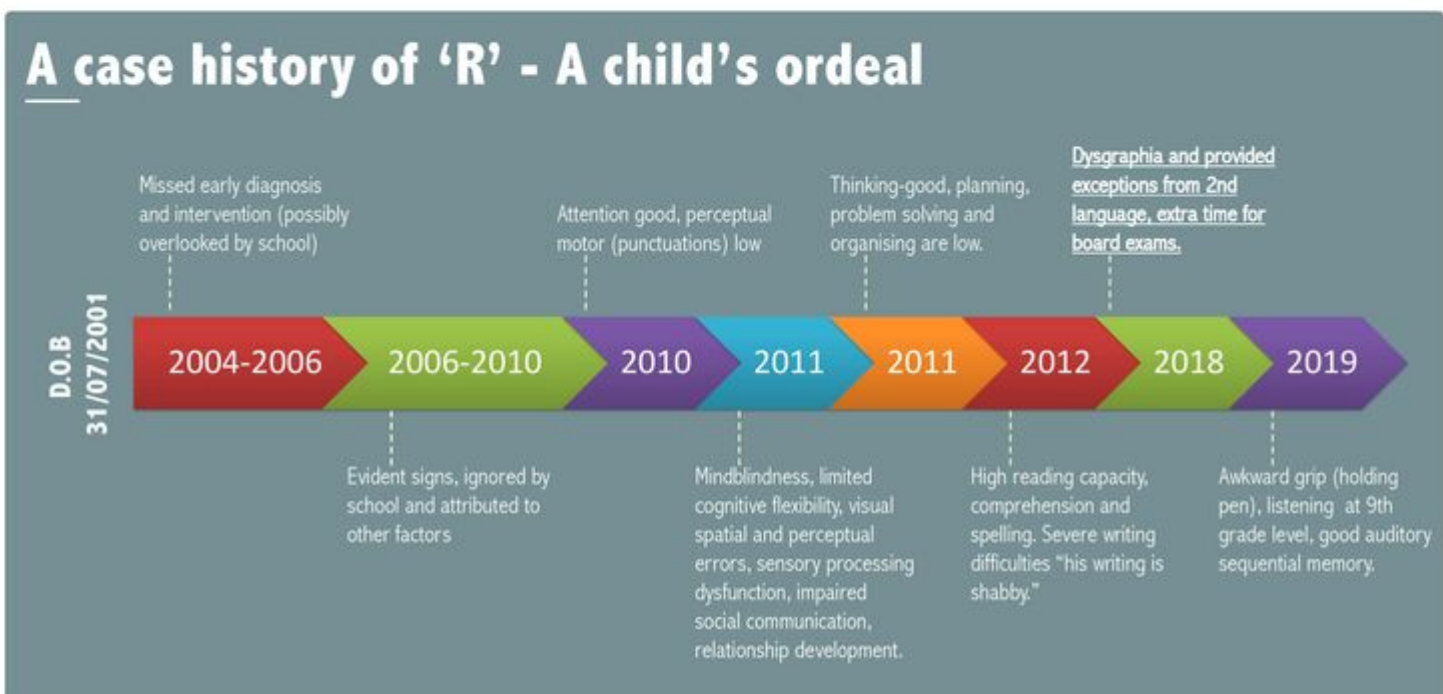 A case history of ‘R’ - A child’s ordeal
Missed early diagnosis
and intervention (possibly
overlooked by school)
Attention good, perceptual
motor (punctuations) low
Thinking-good, planning,
problem solving and
organising are low.
Dysgraphia and provided
exceptions from 2nd
language, extra time for
board exams.
D.O.B
31/07/2001
2004-2006
2006-2010
2010
2011
2011
2012
2018
2019
Evident signs, ignored by
school and attributed to
other factors
Mindblindness, limited
cognitive flexibility, visual
spatial and perceptual
errors, sensory processing
dysfunction, impaired
social communication,
relationship development.
High reading capacity,
comprehension and
spelling. Severe writing
difficulties “his writing is
shabby.”
Awkward grip (holding
pen), listening at 9th
grade level, good auditory
sequential memory.